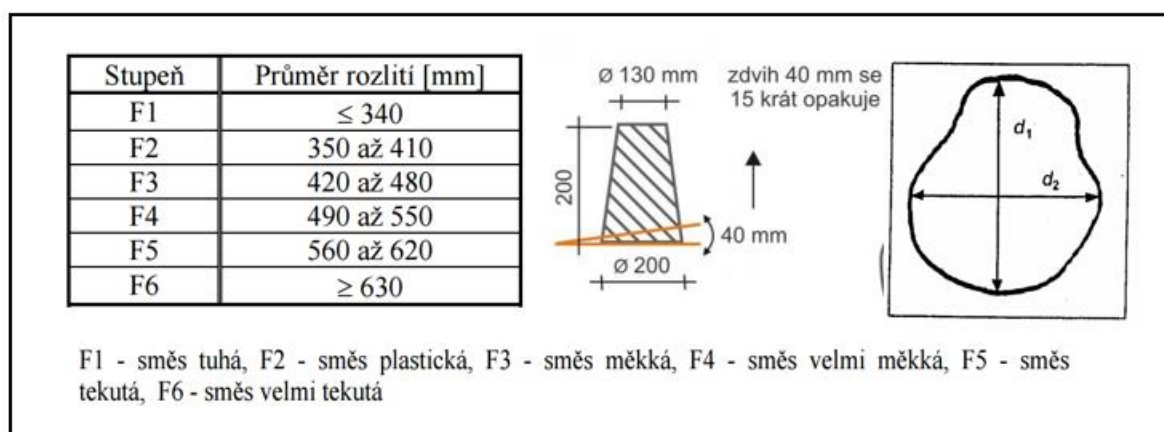 Stupeň Průměr rozlití [mm]
F1 ≤ 340
F2 350 až 410
F3 420 až 480
F4 490 až 550
F5 560 až 620
F6 ≥ 630
Ø 130 mm
zdvih 40 mm se
15 krát opakuje
200
40 mm
Ø 200
d₁
d₂
F1 - směs tuhá, F2 - směs plastická, F3 - směs měkká, F4 - směs velmi měkká, F5 - směs
tekutá, F6 - směs velmi tekutá